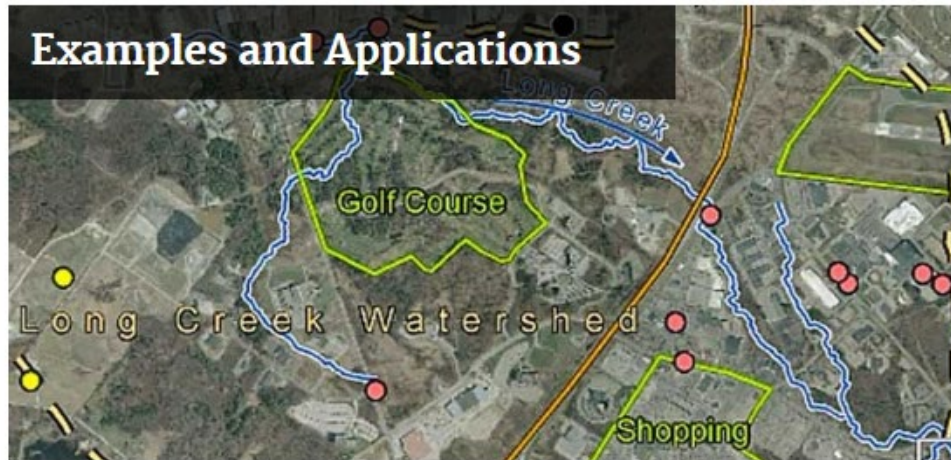 Examples and Applications
Long Creek
Golf Course
Long Creek Watershed
Shopping